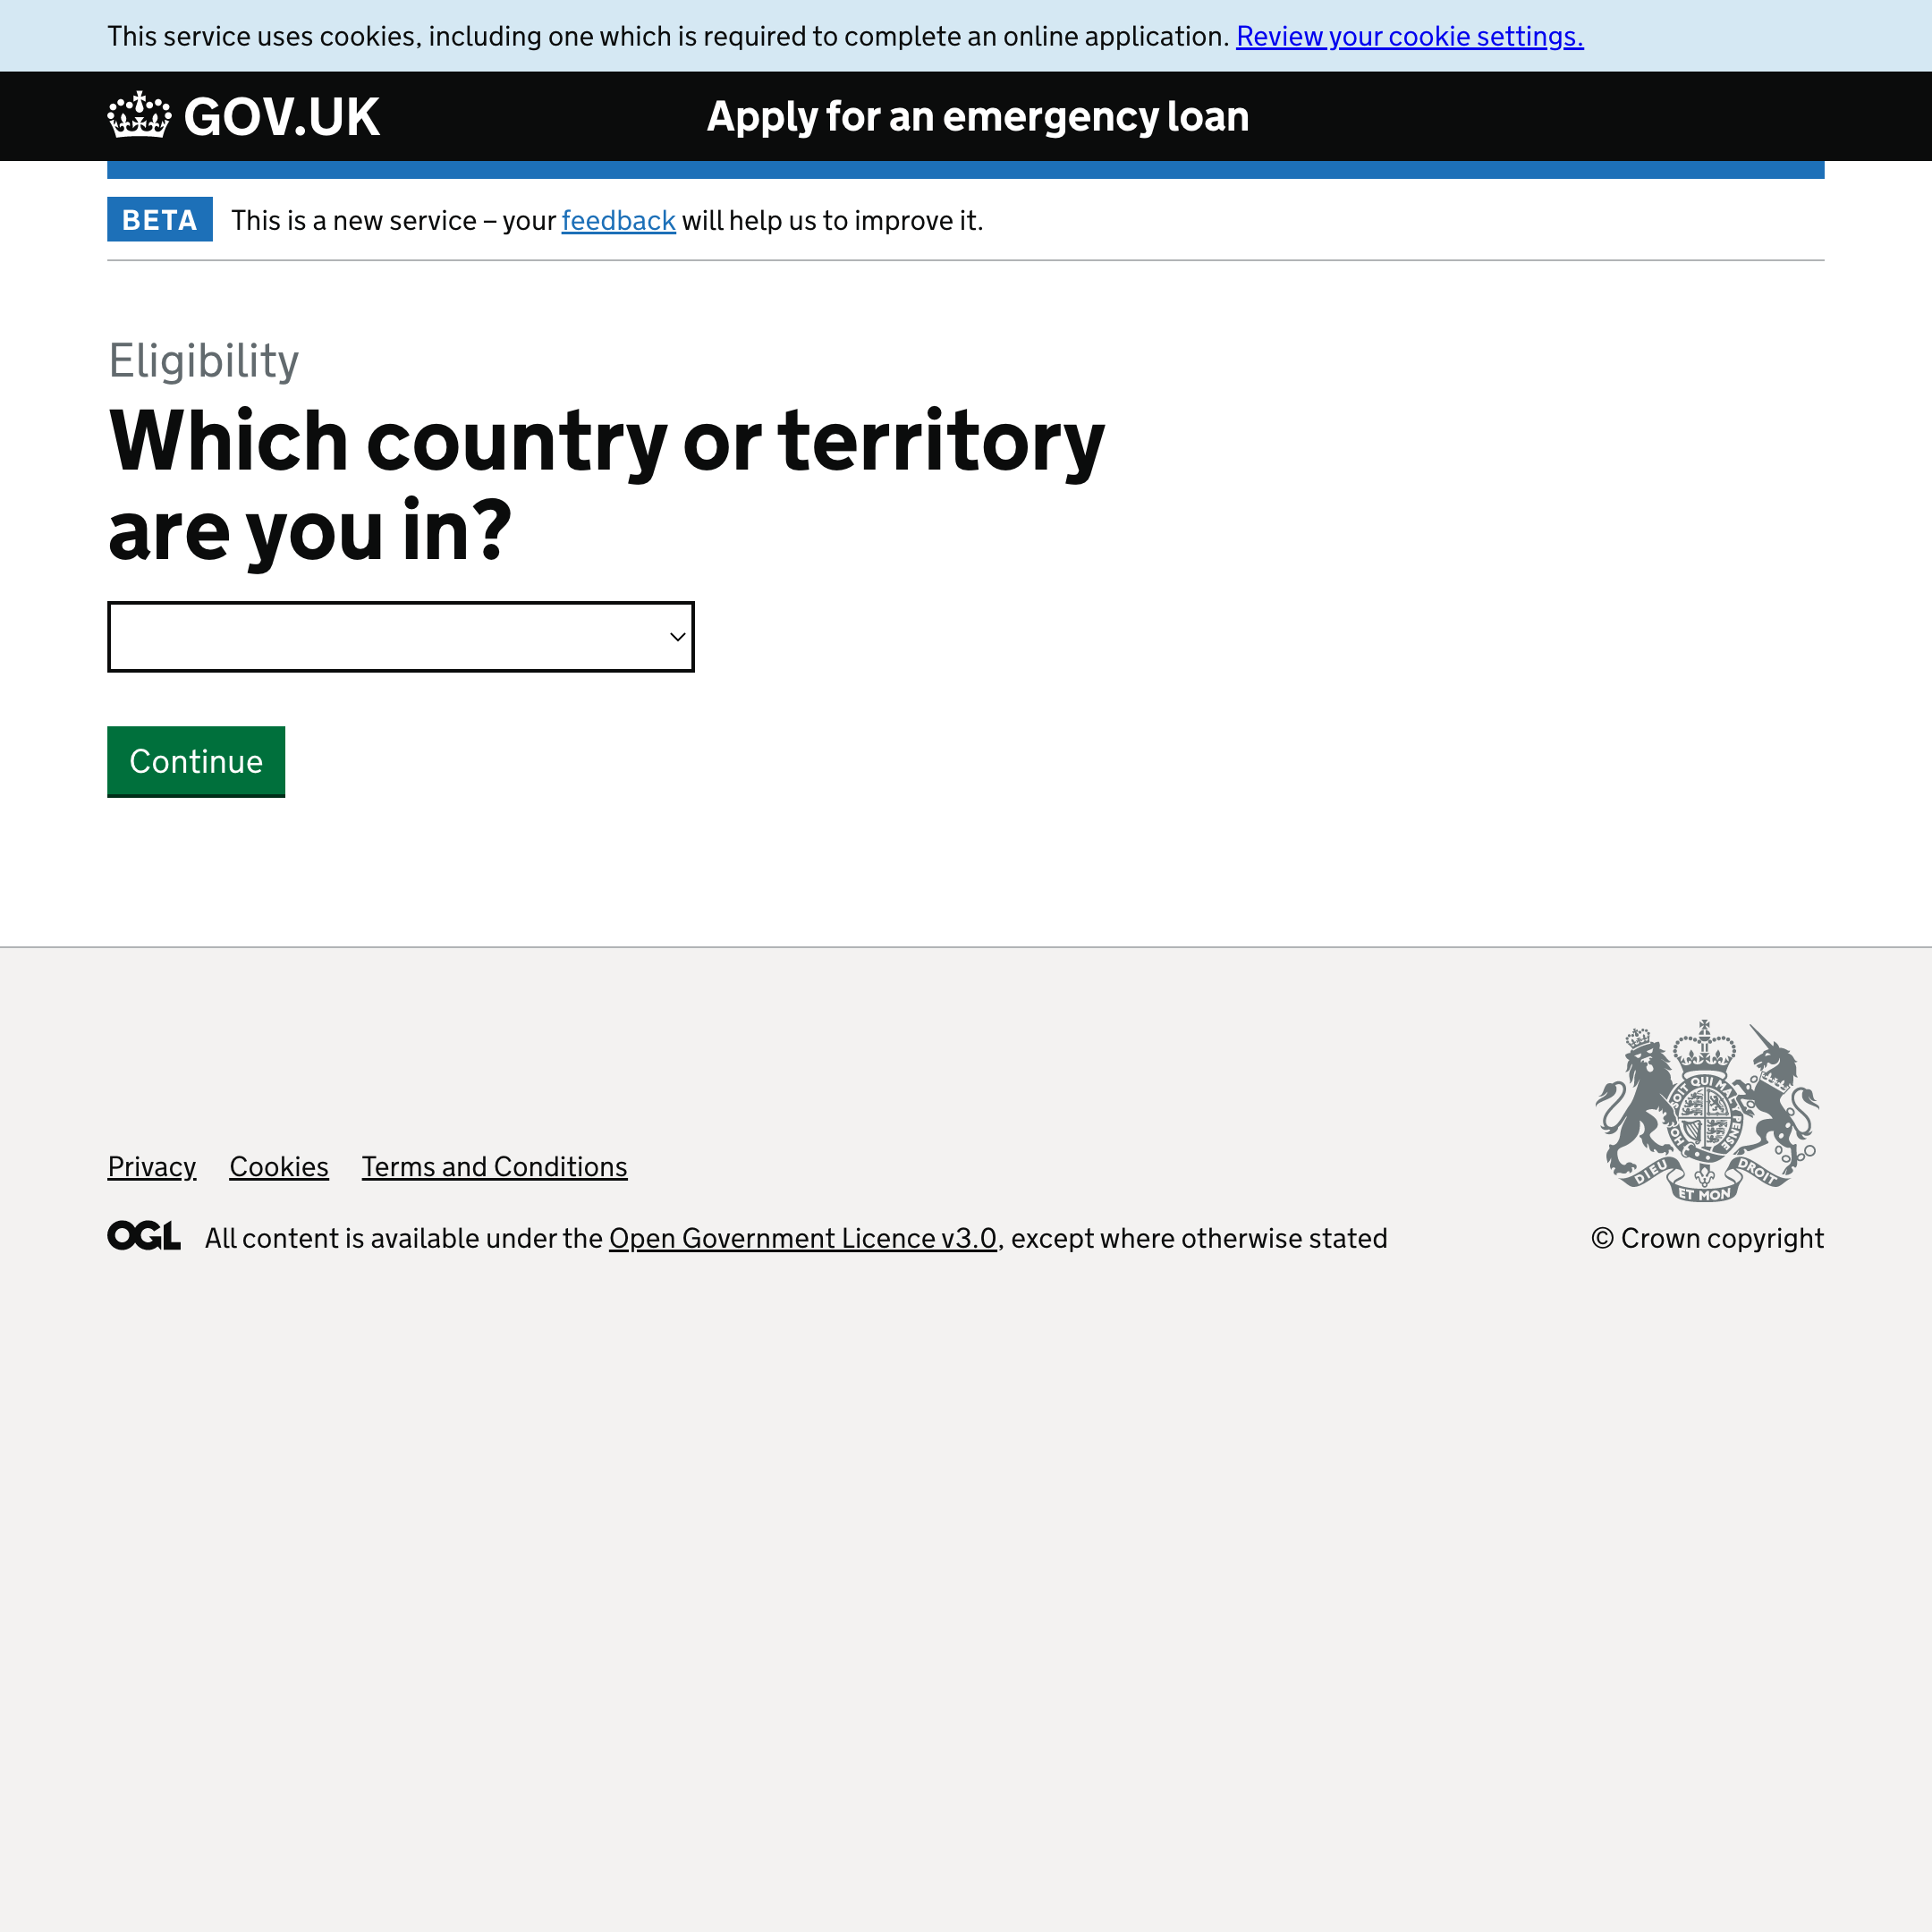 This service uses cookies, including one which is required to complete an online application. Review your cookie settings.
GOV.UK
Apply for an emergency loan
BETA
This is a new service – your feedback will help us to improve it.
Eligibility
Which country or territory
are you in?
Continue
Privacy
Cookies
Terms and Conditions
HONI SOIT QUI MAL Y PENSE
DIEU ET MON DROIT
OGL
All content is available under the Open Government Licence v3.0, except where otherwise stated
© Crown copyright